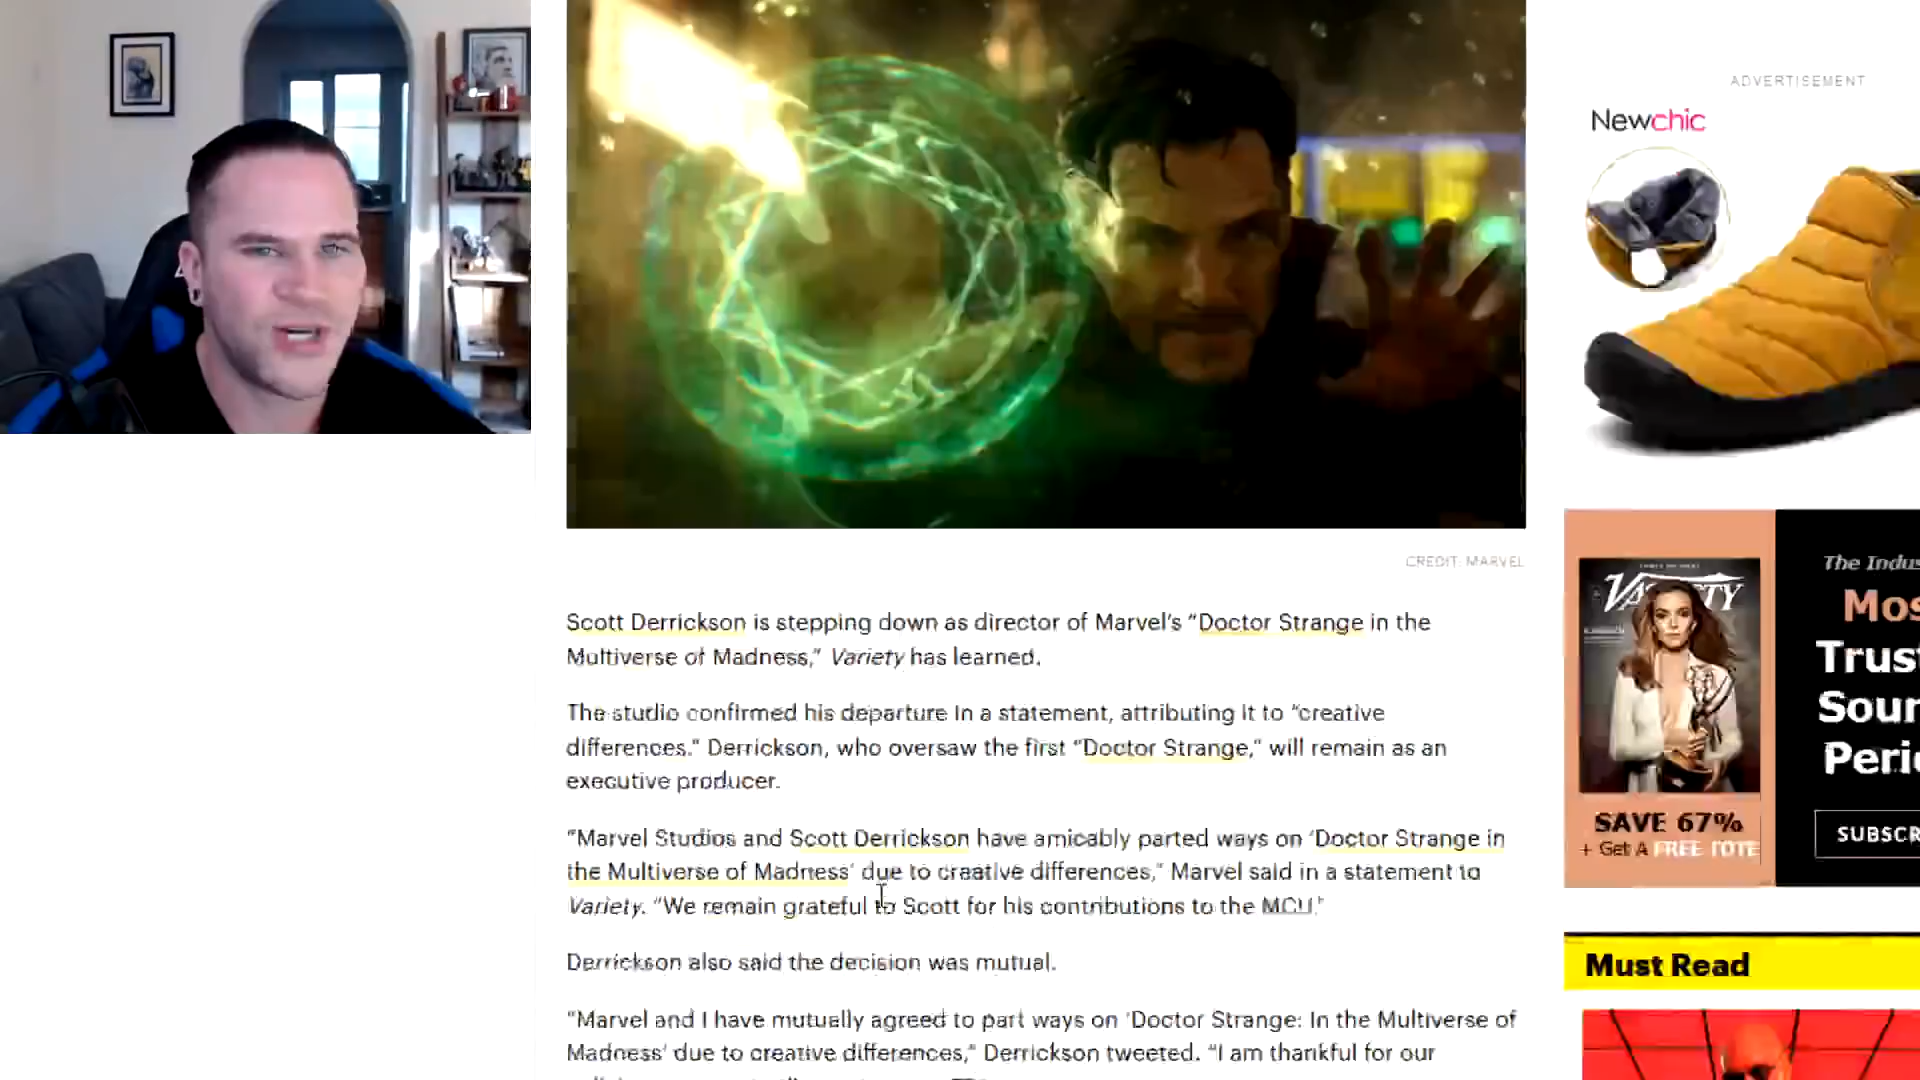 ADVERTISEMENT
Newchic
CREDIT: MARVEL
Scott Derrickson is stepping down as director of Marvel's “Doctor Strange in the
Multiverse of Madness,” Variety has learned.
The studio confirmed his departure in a statement, attributing it to “creative
differences.” Derrickson, who oversaw the first “Doctor Strange,” will remain as an
executive producer.
“Marvel Studios and Scott Derrickson have amicably parted ways on ‘Doctor Strange in
the Multiverse of Madness’ due to creative differences,” Marvel said in a statement to
Variety. “We remain grateful to Scott for his contributions to the MCU.”
Derrickson also said the decision was mutual.
“Marvel and I have mutually agreed to part ways on ‘Doctor Strange: In the Multiverse of
Madness’ due to creative differences,” Derrickson tweeted. “I am thankful for our
VARIETY
SAVE 67%
+ Get A FREE TOTE
The Indus
Mos
Trust
Sour
Perio
SUBSCR
Must Read